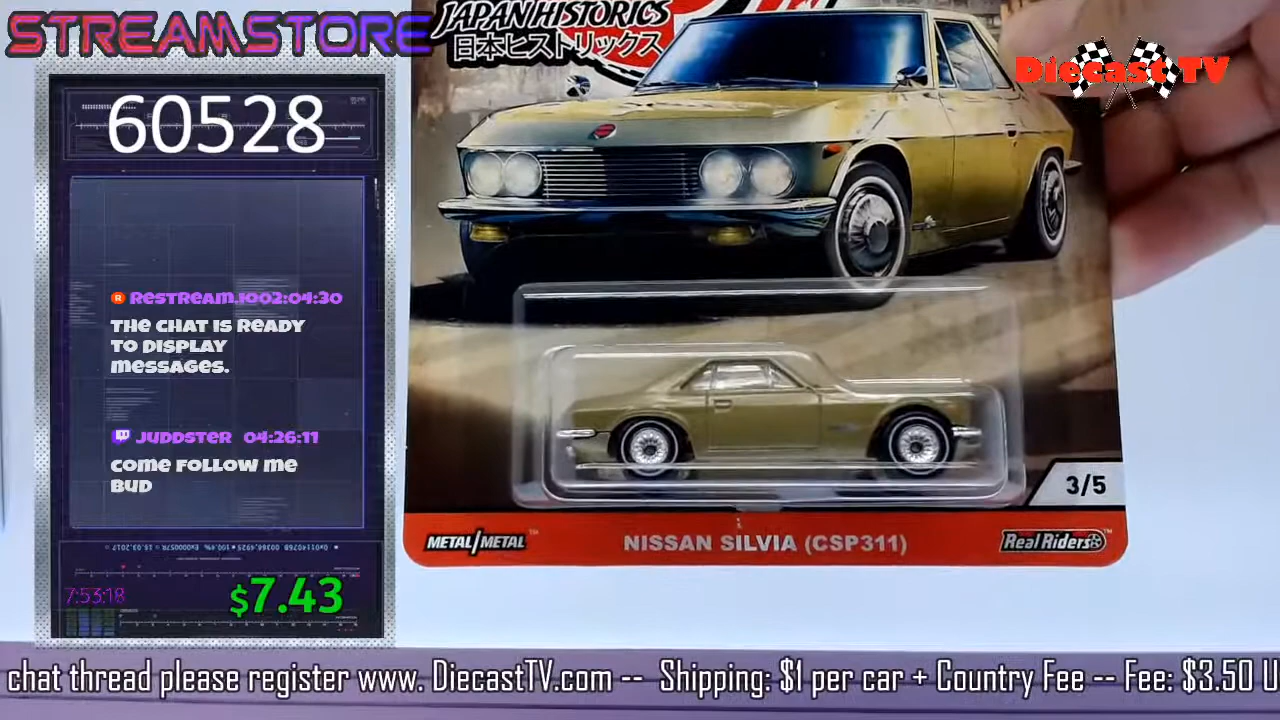 STREAMSTORE
60528
Restream.io 02:04:30
THE CHAT IS READY
TO DISPLAY
MESSAGES.
Juddster 04:26:11
COME FOLLOW ME
BUD
7:53:18
$7.43
JAPAN HISTORICS
日本ヒストリックス
Diecast TV
3/5
METAL/METAL™
NISSAN SILVIA (CSP311)
Real Riders™
chat thread please register www. DiecastTV.com -- Shipping: $1 per car + Country Fee -- Fee: $3.50 U